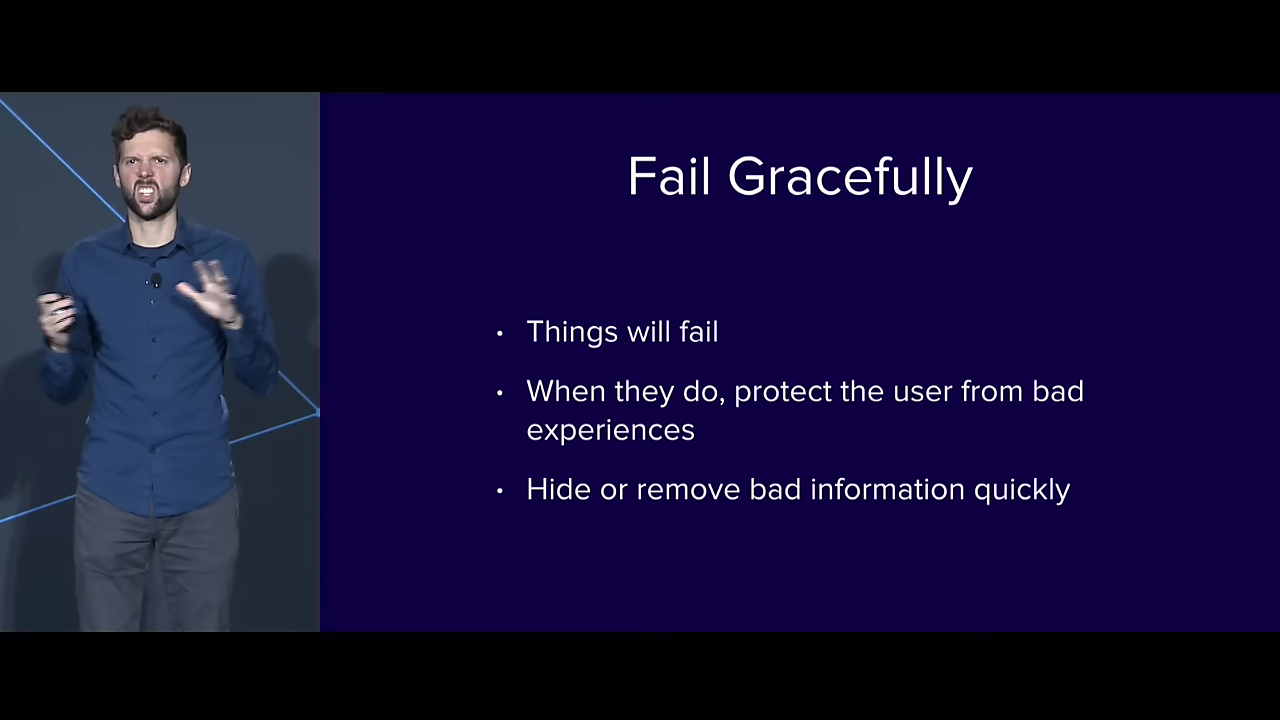 Fail Gracefully
• Things will fail
• When they do, protect the user from bad
experiences
• Hide or remove bad information quickly